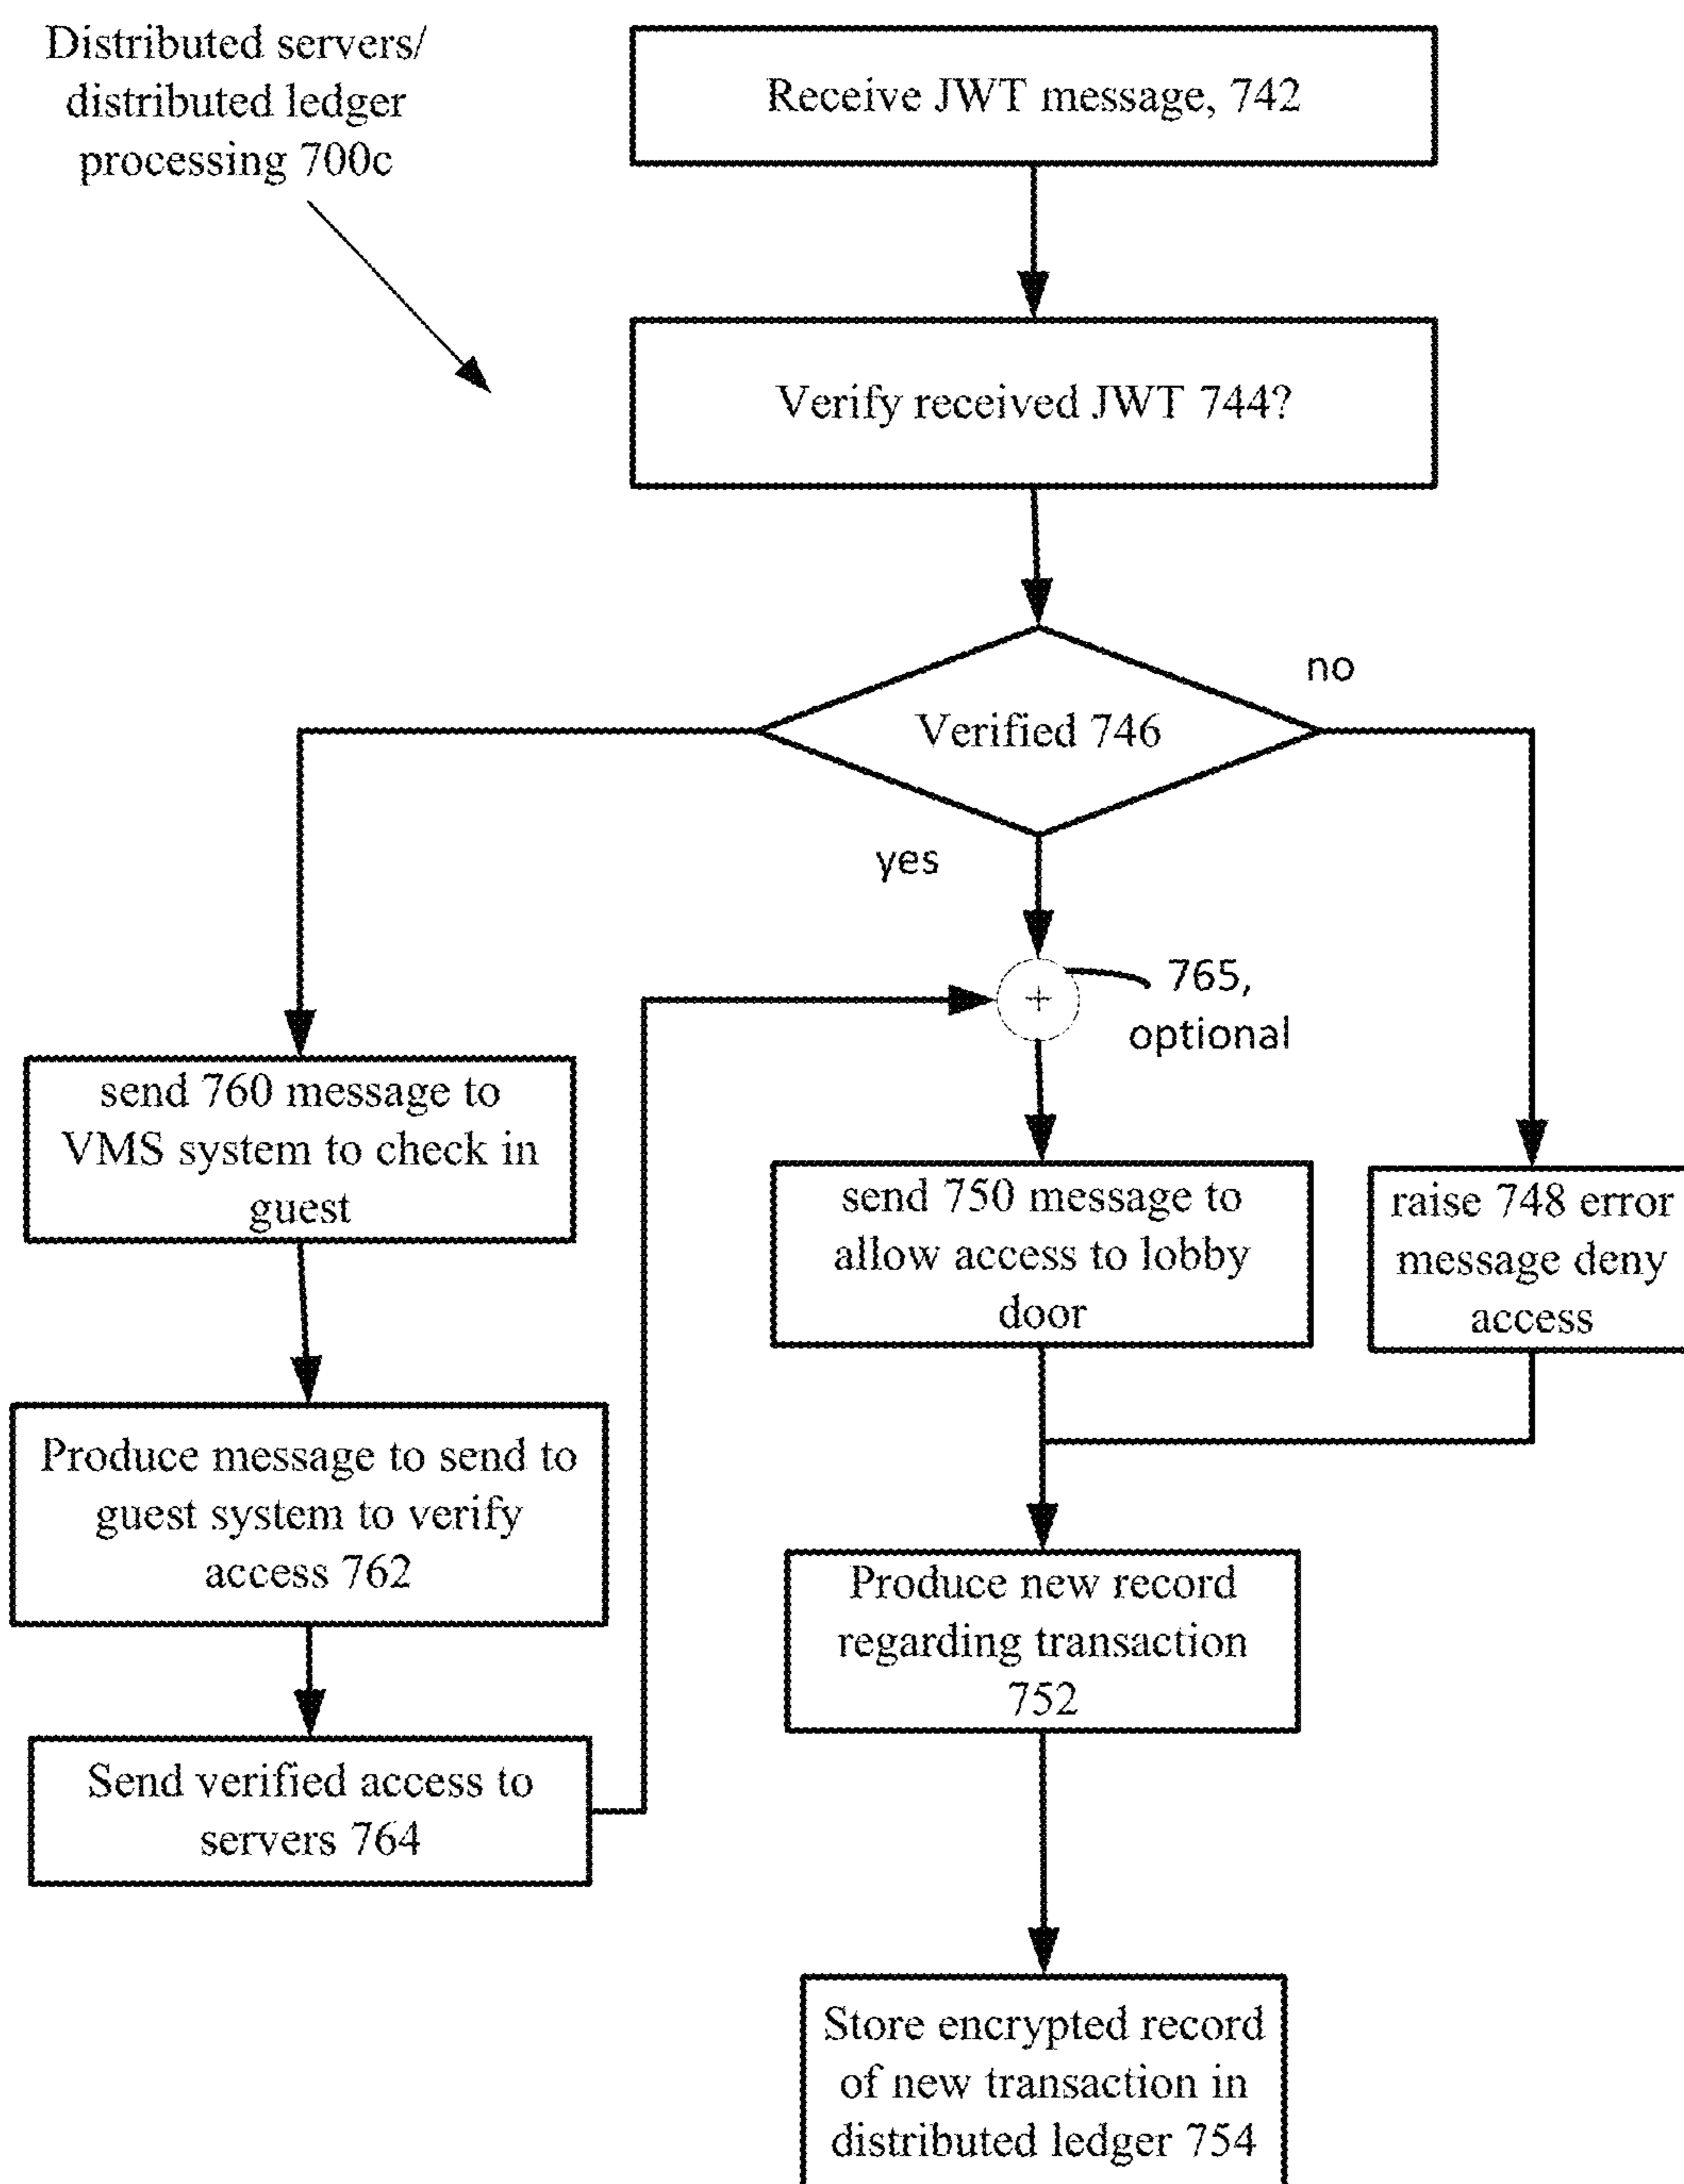 Distributed servers/
distributed ledger
processing 700c
Receive JWT message, 742
Verify received JWT 744?
Verified 746
no
yes
765,
optional
send 760 message to
VMS system to check in
guest
send 750 message to
allow access to lobby
door
raise 748 error
message deny
access
Produce message to send to
guest system to verify
access 762
Produce new record
regarding transaction
752
Send verified access to
servers 764
Store encrypted record
of new transaction in
distributed ledger 754
+